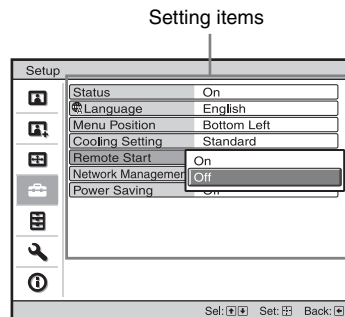 Setting items
Setup
Status On
Language English
Menu Position Bottom Left
Cooling Setting Standard
Remote Start On
Network Managemen Off
Power Saving Off
Sel: Set: Back: